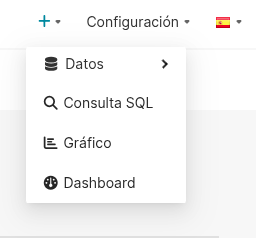 Configuración
Datos
Consulta SQL
Gráfico
Dashboard